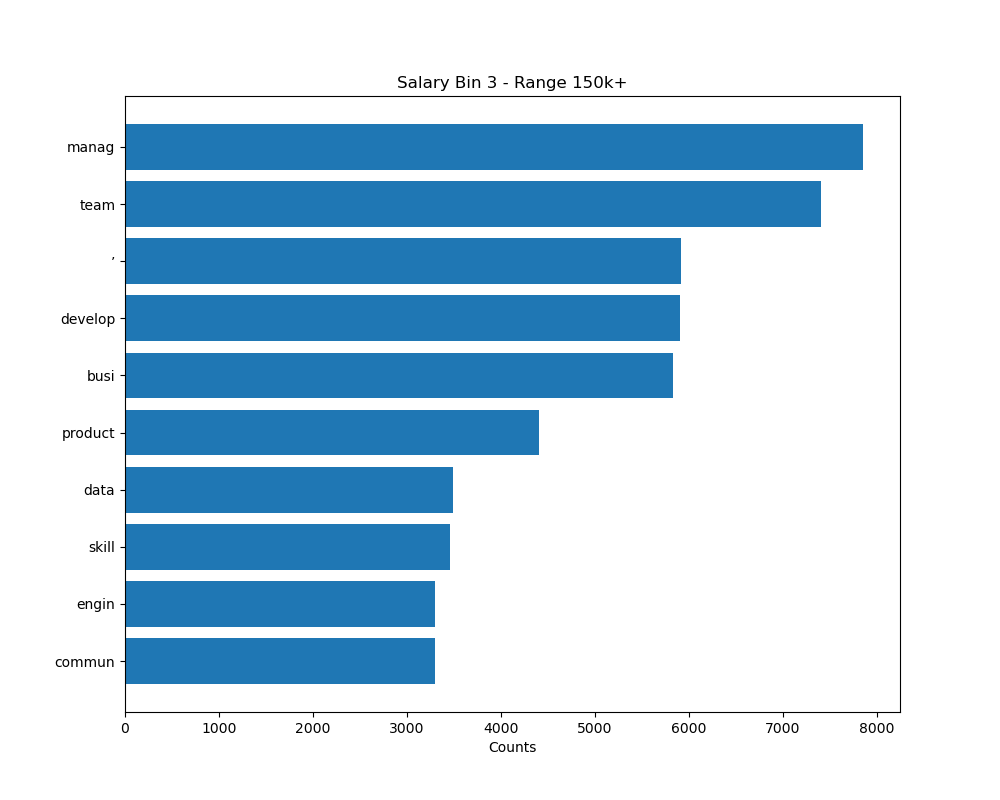 Salary Bin 3 - Range 150k+
manag
team
’
develop
busi
product
data
skill
engin
commun
0 1000 2000 3000 4000 5000 6000 7000 8000
Counts